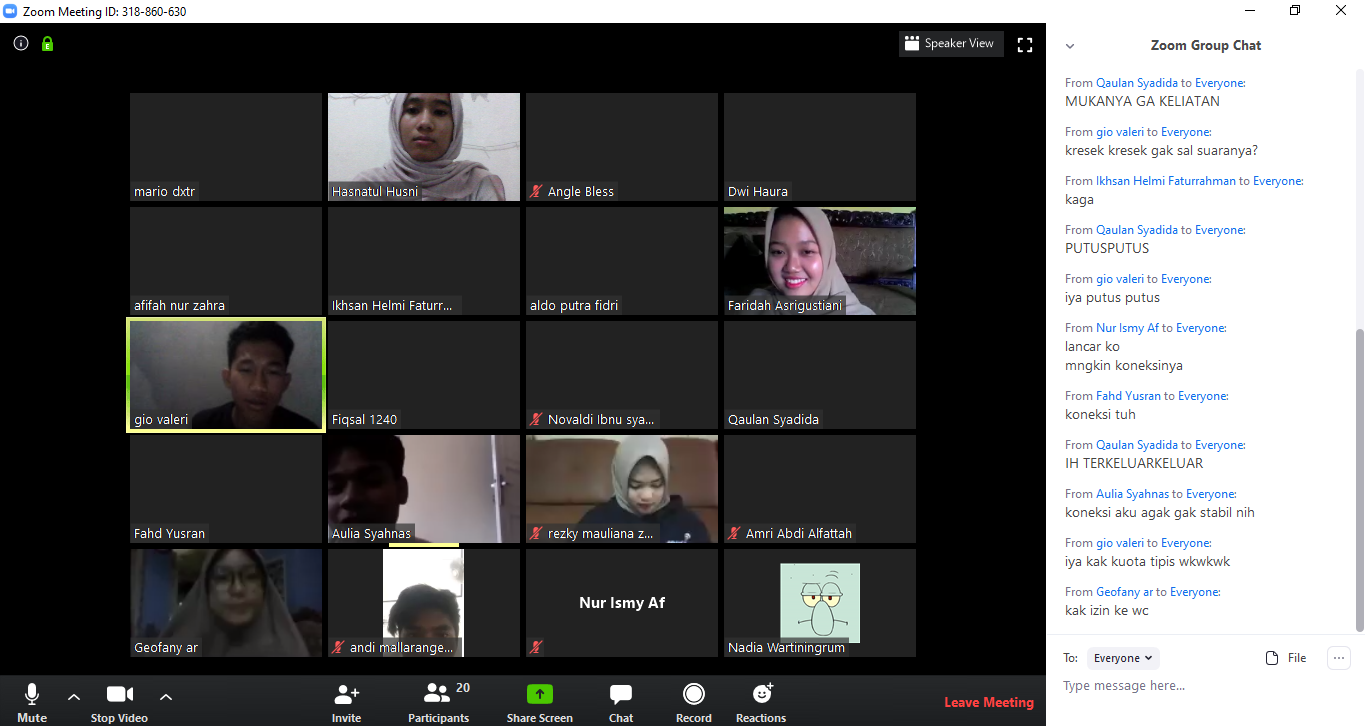 Zoom Meeting ID: 318-860-630
Speaker View
mario dxtr
Hasnatul Husni
Angle Bless
Dwi Haura
afifah nur zahra
Ikhsan Helmi Faturr...
aldo putra fidri
Faridah Asrigustiani
gio valeri
Fiqsal 1240
Novaldi Ibnu sya...
Qaulan Syadida
Fahd Yusran
Aulia Syahnas
rezky mauliana z...
Amri Abdi Alfattah
Geofany ar
andi mallarange...
Nur Ismy Af
Nadia Wartiningrum
Mute
Stop Video
Invite
Participants
20
Share Screen
Chat
Record
Reactions
Leave Meeting
Zoom Group Chat
From Qaulan Syadida to Everyone:
MUKANYA GA KELIATAN
From gio valeri to Everyone:
kresek kresek gak sal suaranya?
From Ikhsan Helmi Faturrahman to Everyone:
kaga
From Qaulan Syadida to Everyone:
PUTUSPUTUS
From gio valeri to Everyone:
iya putus putus
From Nur Ismy Af to Everyone:
lancar ko
mngkin koneksinya
From Fahd Yusran to Everyone:
koneksi tuh
From Qaulan Syadida to Everyone:
IH TERKELUARKELUAR
From Aulia Syahnas to Everyone:
koneksi aku agak gak stabil nih
From gio valeri to Everyone:
iya kak kuota tipis wkwkwk
From Geofany ar to Everyone:
kak izin ke wc
To: Everyone
File
Type message here...